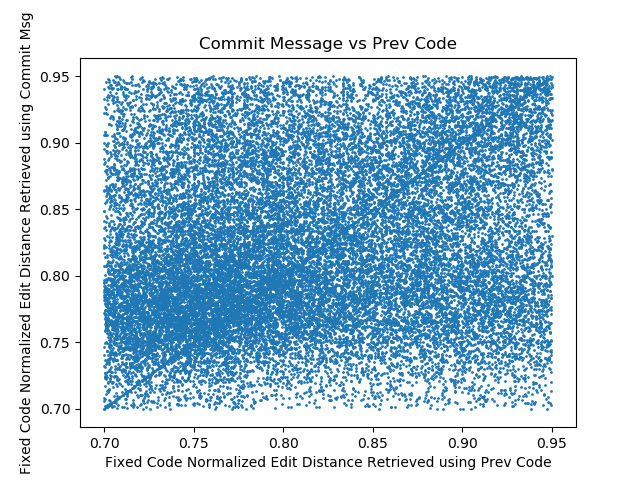 Commit Message vs Prev Code
Fixed Code Normalized Edit Distance Retrieved using Commit Msg
0.95
0.90
0.85
0.80
0.75
0.70
0.70 0.75 0.80 0.85 0.90 0.95
Fixed Code Normalized Edit Distance Retrieved using Prev Code